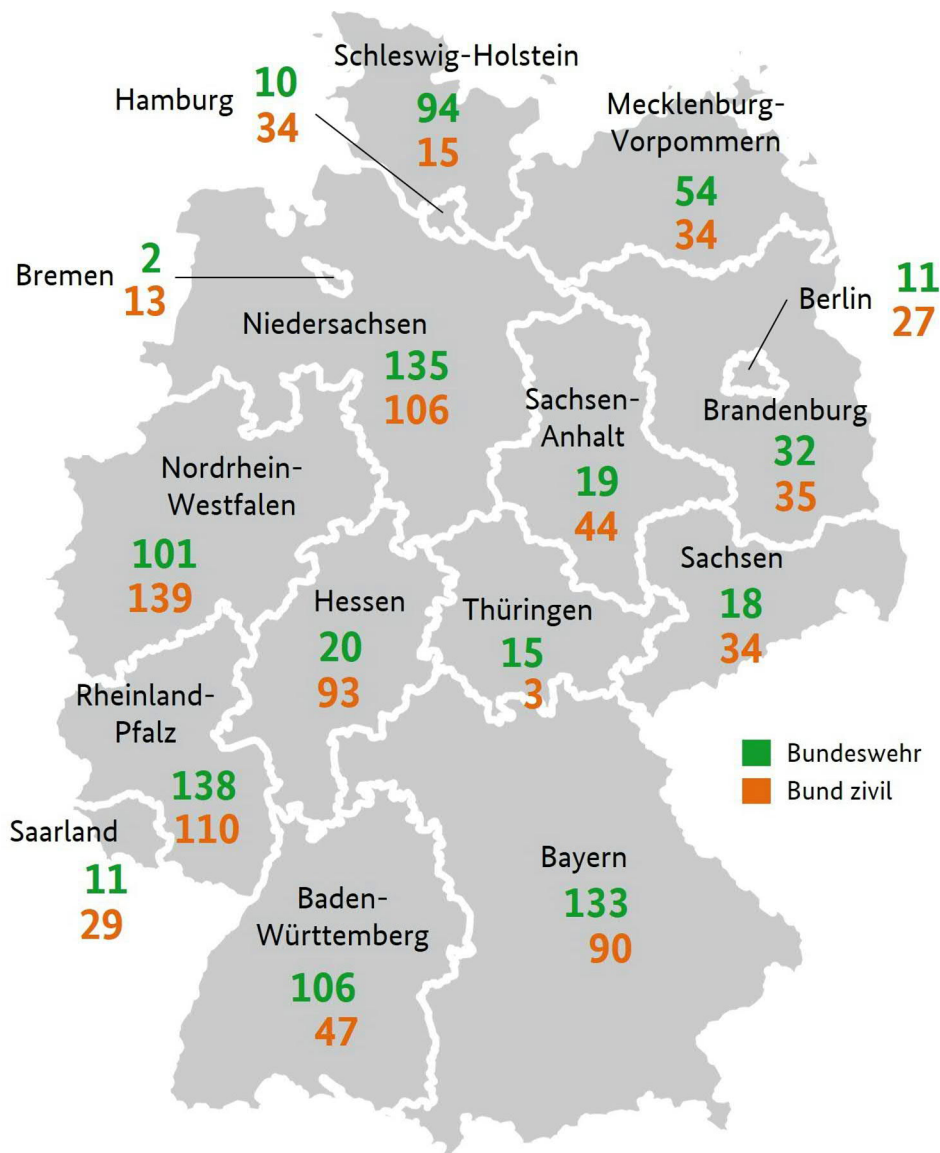 Schleswig-Holstein
94
15
Hamburg
10
34
Mecklenburg-
Vorpommern
54
34
Bremen
2
13
Berlin
11
27
Niedersachsen
135
106
Sachsen-
Anhalt
19
44
Brandenburg
32
35
Nordrhein-
Westfalen
101
139
Hessen
20
93
Thüringen
15
3
Sachsen
18
34
Rheinland-
Pfalz
138
110
Bundeswehr
Bund zivil
Saarland
11
29
Baden-
Württemberg
106
47
Bayern
133
90